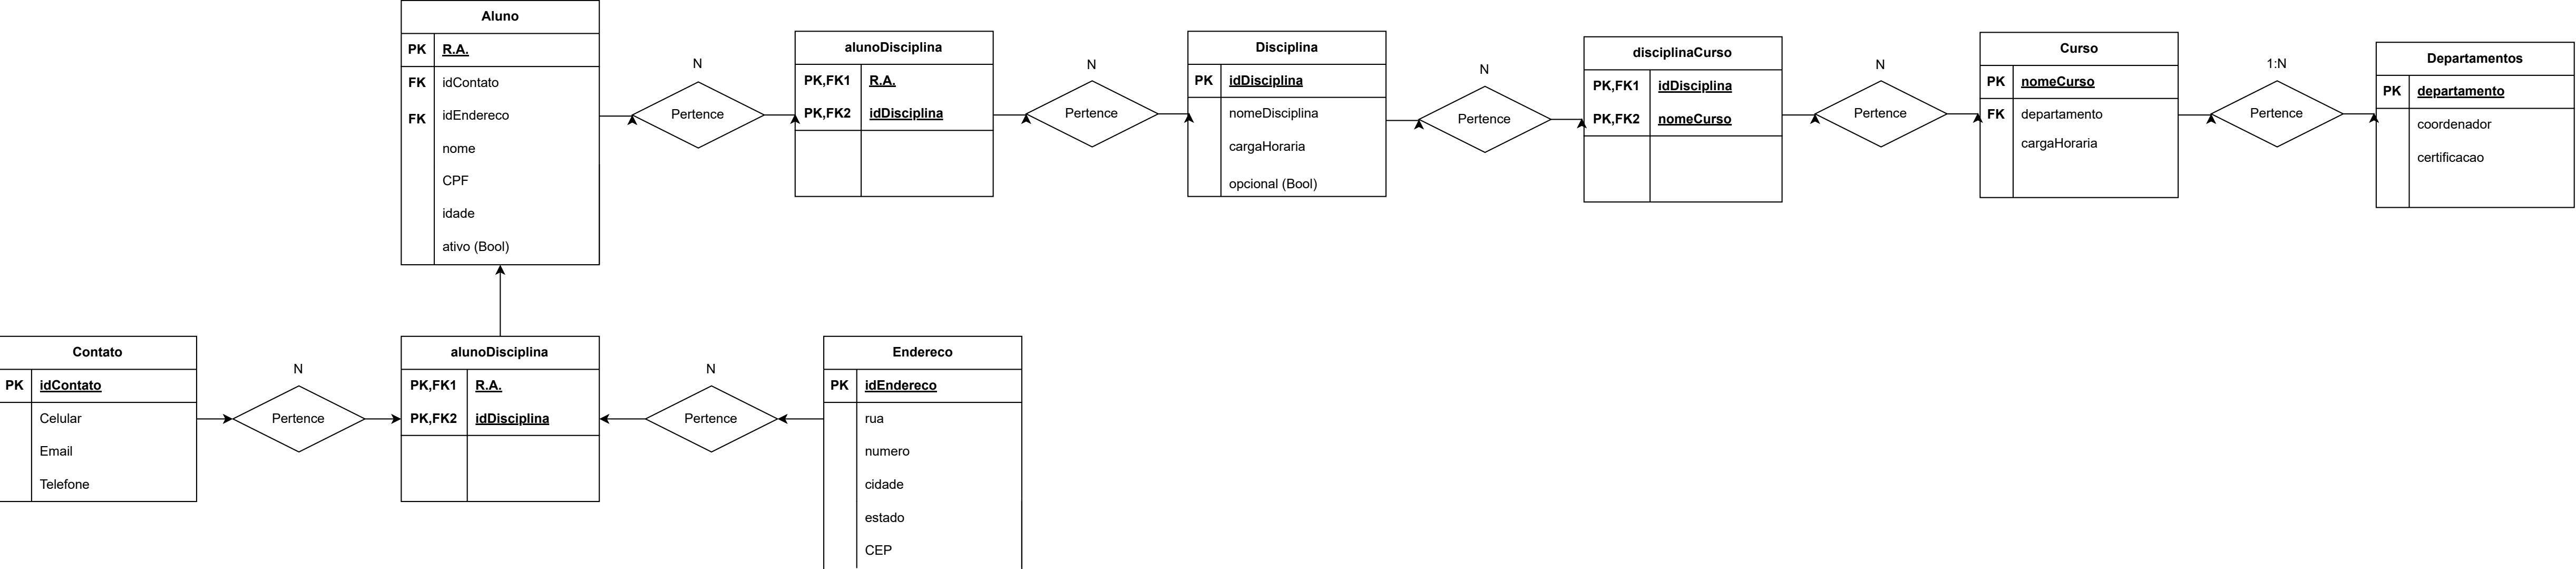 Aluno
PK R.A.
FK idContato
FK idEndereco
nome
CPF
idade
ativo (Bool)
N
Pertence
alunoDisciplina
PK,FK1 R.A.
PK,FK2 idDisciplina
N
Pertence
Disciplina
PK idDisciplina
nomeDisciplina
cargaHoraria
opcional (Bool)
N
Pertence
disciplinaCurso
PK,FK1 idDisciplina
PK,FK2 nomeCurso
N
Pertence
Curso
PK nomeCurso
FK departamento
cargaHoraria
1:N
Pertence
Departamentos
PK departamento
coordenador
certificacao
Contato
PK idContato
Celular
Email
Telefone
N
Pertence
alunoDisciplina
PK,FK1 R.A.
PK,FK2 idDisciplina
N
Pertence
Endereco
PK idEndereco
rua
numero
cidade
estado
CEP